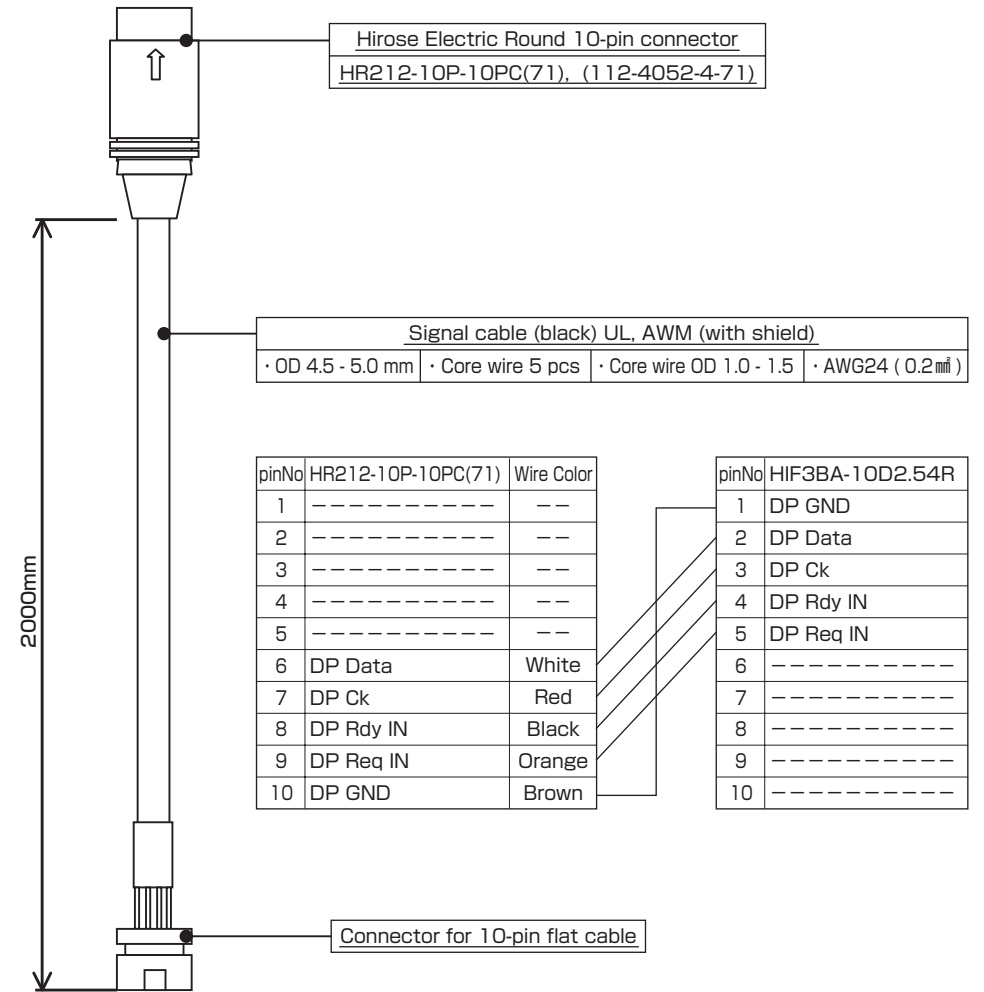 Hirose Electric Round 10-pin connector
HR212-10P-10PC(71), (112-4052-4-71)
Signal cable (black) UL, AWM (with shield)
・OD 4.5 - 5.0 mm ・Core wire 5 pcs ・Core wire OD 1.0 - 1.5 ・AWG24 ( 0.2㎟ )
2000mm
pinNo HR212-10P-10PC(71) Wire Color
1 ---------- --
2 ---------- --
3 ---------- --
4 ---------- --
5 ---------- --
6 DP Data White
7 DP Ck Red
8 DP Rdy IN Black
9 DP Req IN Orange
10 DP GND Brown
pinNo HIF3BA-10D2.54R
1 DP GND
2 DP Data
3 DP Ck
4 DP Rdy IN
5 DP Req IN
6 ----------
7 ----------
8 ----------
9 ----------
10 ----------
Connector for 10-pin flat cable